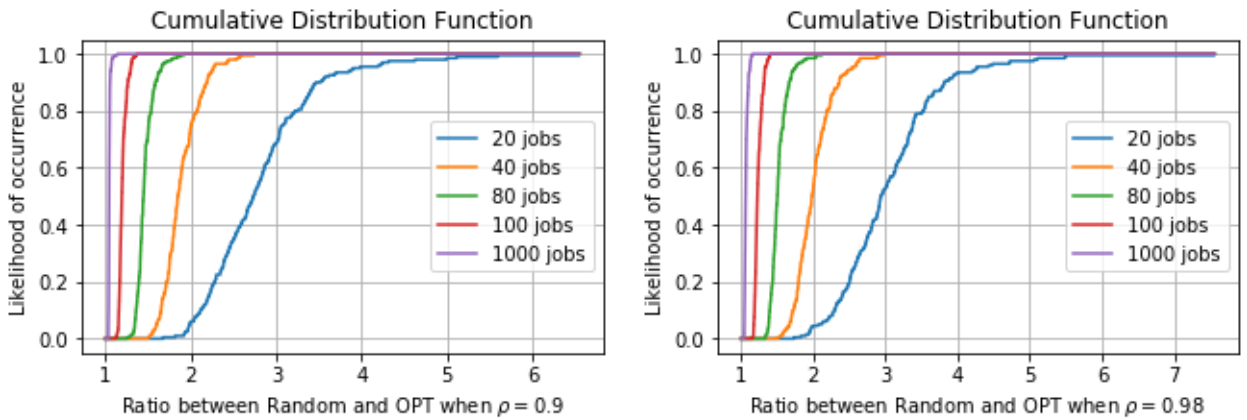 Cumulative Distribution Function
Likelihood of occurrence
1.0
0.8
0.6
0.4
0.2
0.0
20 jobs
40 jobs
80 jobs
100 jobs
1000 jobs
1 2 3 4 5 6
Ratio between Random and OPT when ρ = 0.9
Cumulative Distribution Function
Likelihood of occurrence
1.0
0.8
0.6
0.4
0.2
0.0
20 jobs
40 jobs
80 jobs
100 jobs
1000 jobs
1 2 3 4 5 6 7
Ratio between Random and OPT when ρ = 0.98